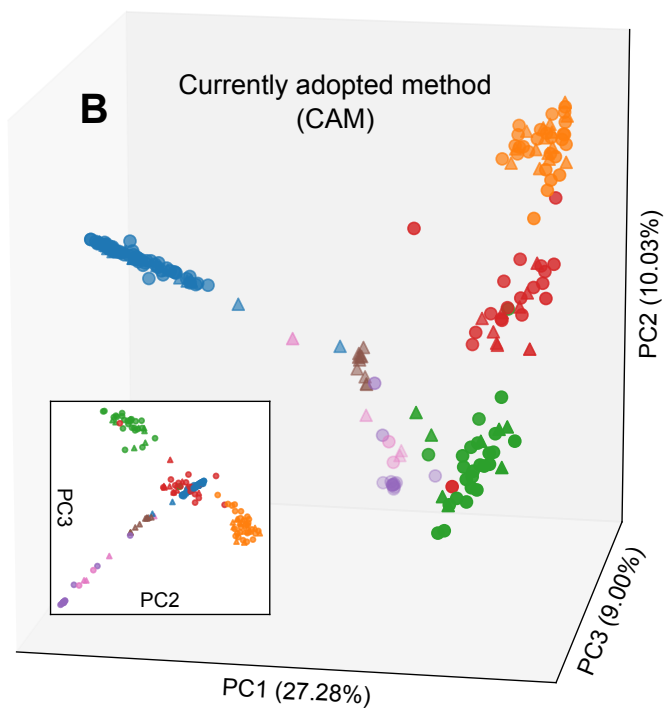 B
Currently adopted method
(CAM)
PC2 (10.03%)
PC3
PC2
PC3 (9.00%)
PC1 (27.28%)